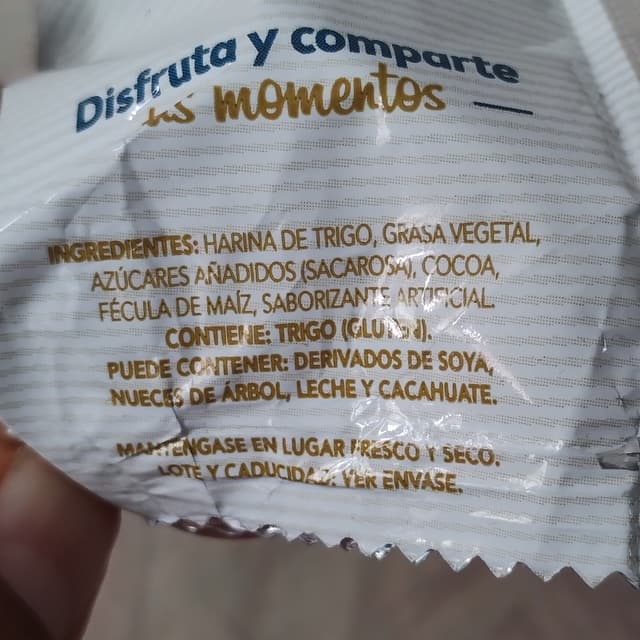 Disfruta y comparte
tus momentos
INGREDIENTES: HARINA DE TRIGO, GRASA VEGETAL,
AZÚCARES AÑADIDOS (SACAROSA), COCOA,
FÉCULA DE MAÍZ, SABORIZANTE ARTIFICIAL.
CONTIENE: TRIGO (GLUTEN).
PUEDE CONTENER: DERIVADOS DE SOYA,
NUECES DE ÁRBOL, LECHE Y CACAHUATE.
MANTÉNGASE EN LUGAR FRESCO Y SECO.
LOTE Y CADUCIDAD: VER ENVASE.